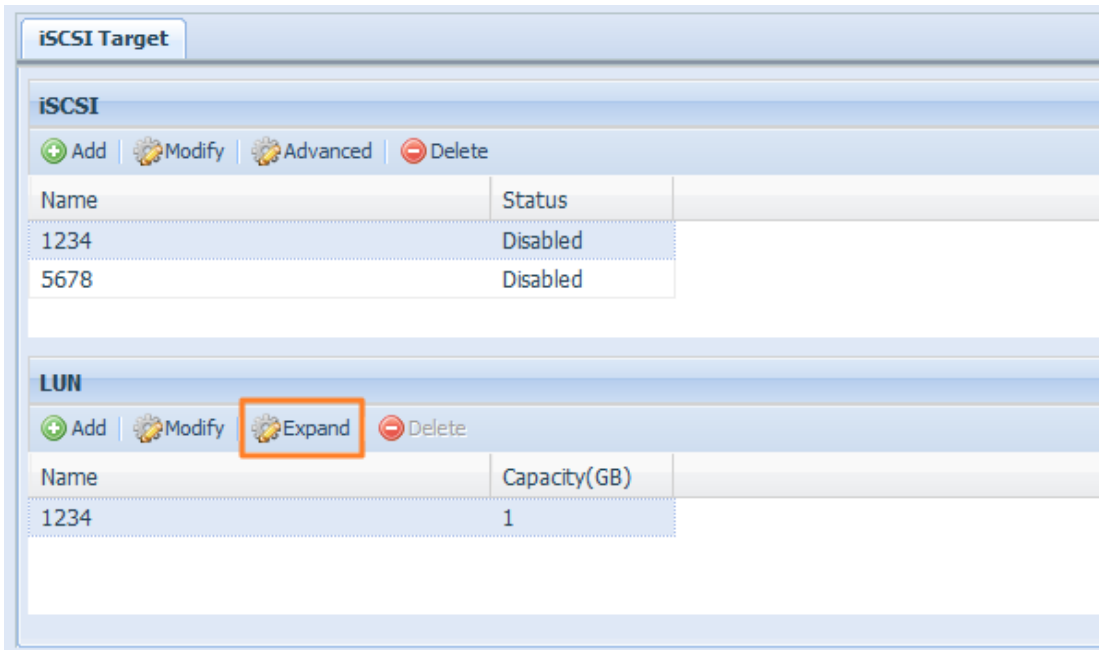 iSCSI Target
iSCSI
Add Modify Advanced Delete
Name Status
1234 Disabled
5678 Disabled
LUN
Add Modify Expand Delete
Name Capacity(GB)
1234 1